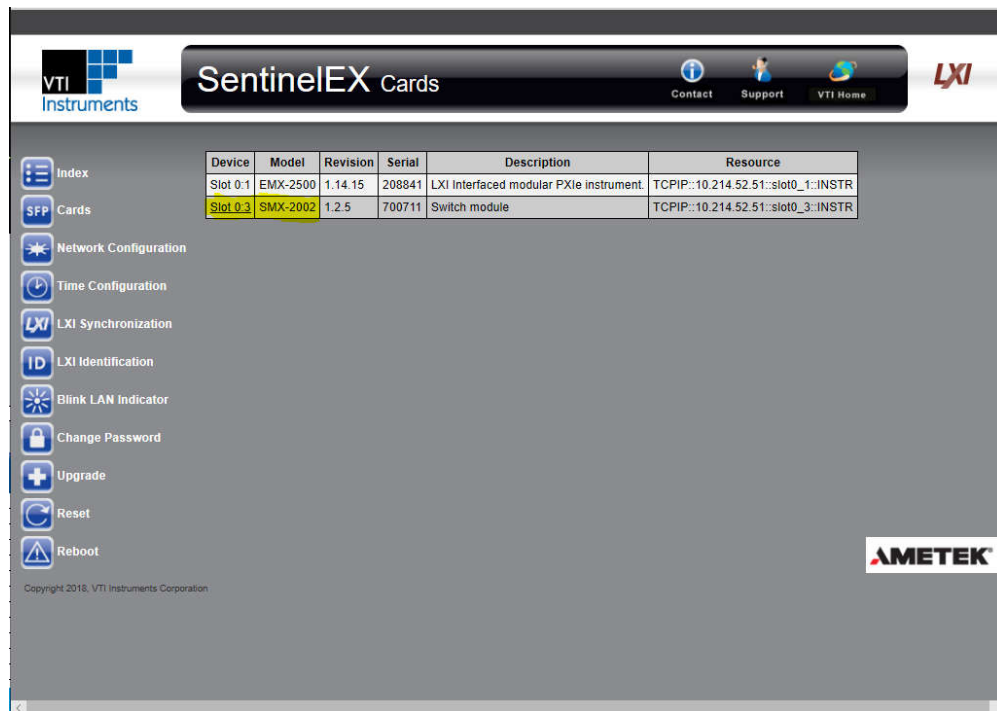 VTI
Instruments
SentinelEX Cards
Contact Support VTI Home
LXI
Index
SFP Cards
Network Configuration
Time Configuration
LXI LXI Synchronization
ID LXI Identification
Blink LAN Indicator
Change Password
Upgrade
Reset
Reboot
Device Model Revision Serial Description Resource
Slot 0:1 EMX-2500 1.14.15 208841 LXI Interfaced modular PXIe instrument. TCPIP::10.214.52.51::slot0_1::INSTR
Slot 0:3 SMX-2002 1.2.5 700711 Switch module TCPIP::10.214.52.51::slot0_3::INSTR
AMETEK®
Copyright 2018, VTI Instruments Corporation